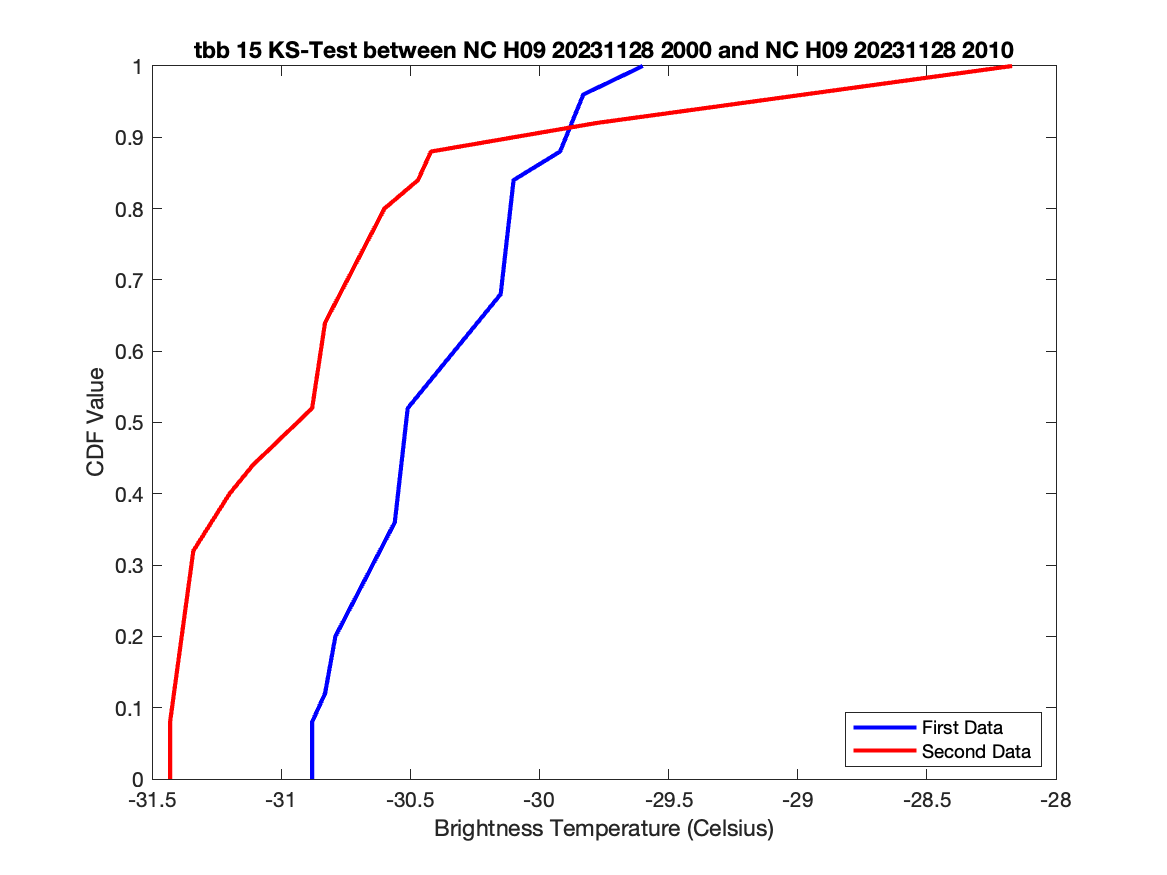 tbb 15 KS-Test between NC H09 20231128 2000 and NC H09 20231128 2010
1
0.9
0.8
0.7
0.6
0.5
0.4
0.3
0.2
0.1
0
CDF Value
-31.5 -31 -30.5 -30 -29.5 -29 -28.5 -28
Brightness Temperature (Celsius)
First Data
Second Data